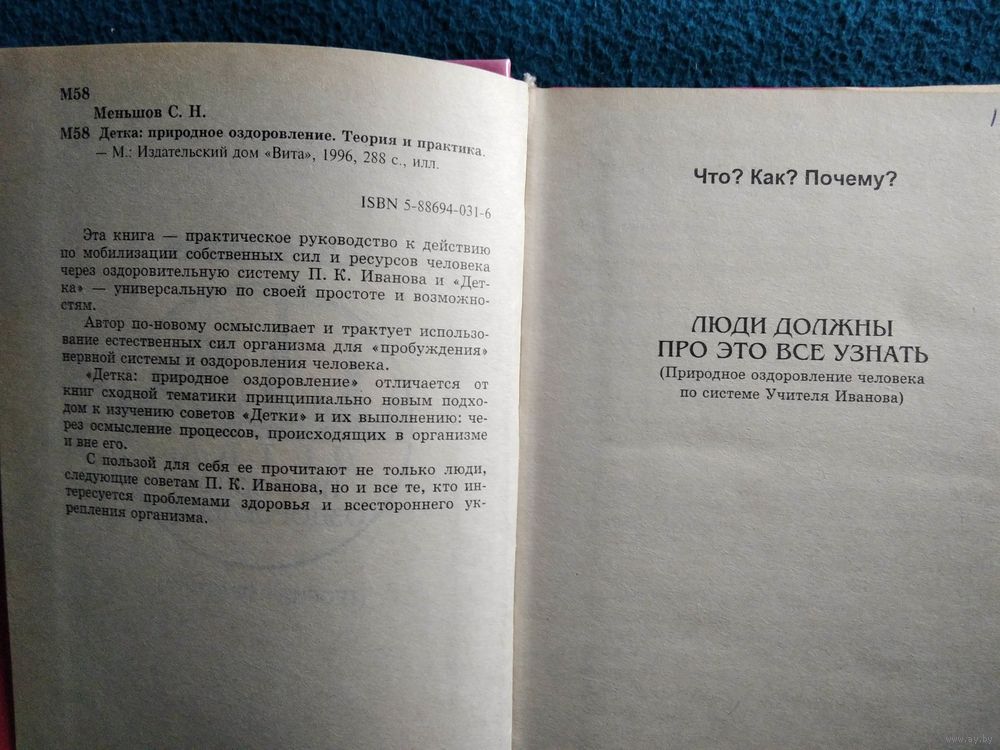 М58
Меньшов С. Н.
М58 Детка: природное оздоровление. Теория и практика.
– М.: Издательский дом «Вита», 1996, 288 с., илл.
ISBN 5-88694-031-6
Эта книга — практическое руководство к действию
по мобилизации собственных сил и ресурсов человека
через оздоровительную систему П. К. Иванова и «Дет-
ка» — универсальную по своей простоте и возможно-
стям.
Автор по-новому осмысливает и трактует использо-
вание естественных сил организма для «пробуждения»
нервной системы и оздоровления человека.
«Детка: природное оздоровление» отличается от
книг сходной тематики принципиально новым подхо-
дом к изучению советов «Детки» и их выполнению: че-
рез осмысление процессов, происходящих в организме
и вне его.
С пользой для себя ее прочитают не только люди,
следующие советам П. К. Иванова, но и все те, кто ин-
тересуется проблемами здоровья и всестороннего ук-
репления организма.
Что? Как? Почему?
ЛЮДИ ДОЛЖНЫ
ПРО ЭТО ВСЕ УЗНАТЬ
(Природное оздоровление человека
по системе Учителя Иванова)
www.ay.by